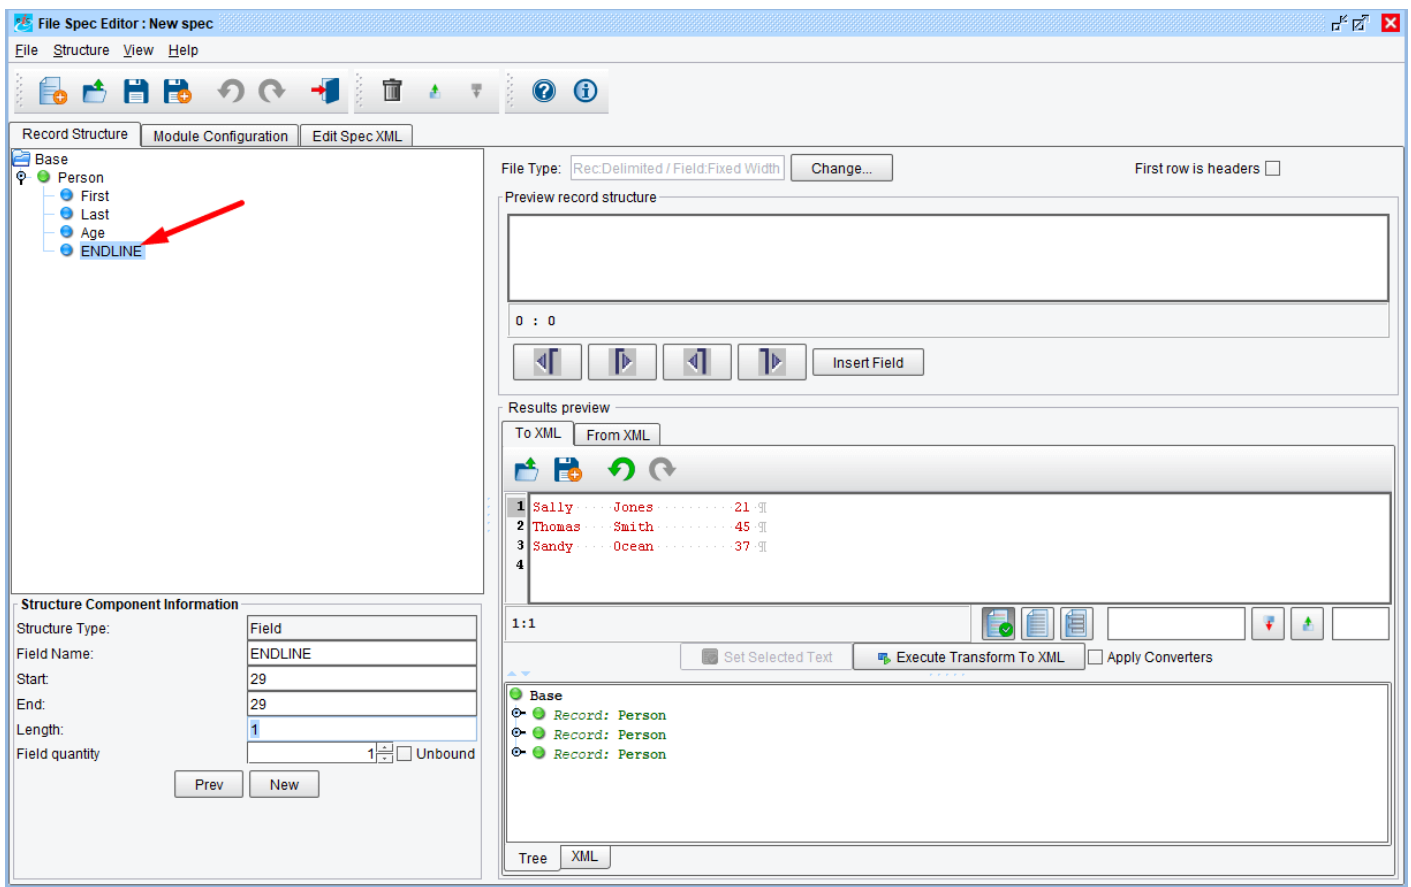 File Spec Editor : New spec
File Structure View Help
Record Structure Module Configuration Edit Spec XML
Base
Person
First
Last
Age
ENDLINE
Structure Component Information
Structure Type: Field
Field Name: ENDLINE
Start: 29
End: 29
Length: 1
Field quantity 1 Unbound
Prev New
File Type: Rec:Delimited / Field:Fixed Width Change... First row is headers
Preview record structure
0 : 0
Insert Field
Results preview
To XML From XML
1 Sally Jones 21 ¶
2 Thomas Smith 45 ¶
3 Sandy Ocean 37 ¶
4
1:1
Set Selected Text Execute Transform To XML Apply Converters
Base
Record: Person
Record: Person
Record: Person
Tree XML